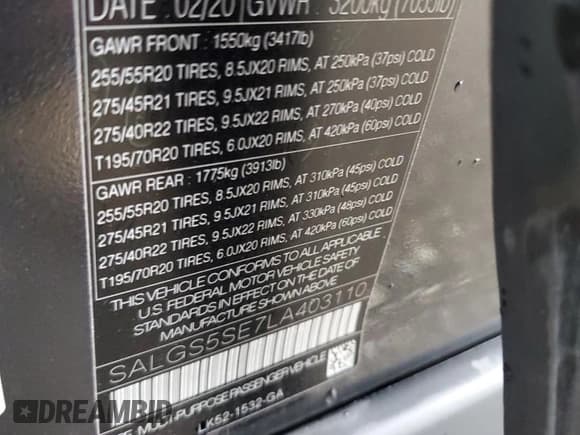 DATE 02/20 GVWR 3200kg (7055lb)
GAWR FRONT 1550kg (3417lb)
255/55R20 TIRES, 8.5JX20 RIMS, AT 250kPa (37psi) COLD
275/45R21 TIRES, 9.5JX21 RIMS, AT 250kPa (37psi) COLD
275/40R22 TIRES, 9.5JX22 RIMS, AT 270kPa (40psi) COLD
T195/70R20 TIRES, 6.0JX20 RIMS, AT 420kPa (60psi) COLD
GAWR REAR : 1775kg (3913lb)
255/55R20 TIRES, 8.5JX20 RIMS, AT 310kPa (45psi) COLD
275/45R21 TIRES, 9.5JX21 RIMS, AT 310kPa (45psi) COLD
275/40R22 TIRES, 9.5JX22 RIMS, AT 330kPa (48psi) COLD
T195/70R20 TIRES, 6.0JX20 RIMS, AT 420kPa (60psi) COLD
THIS VEHICLE CONFORMS TO ALL APPLICABLE
U.S. FEDERAL MOTOR VEHICLE SAFETY
STANDARDS IN EFFECT ON THE DATE OF
MANUFACTURE SHOWN ABOVE
SALGS5SE7LA403110
MULTI-PURPOSE PASSENGER VEHICLE
K52-1532-GA
DREAMBID